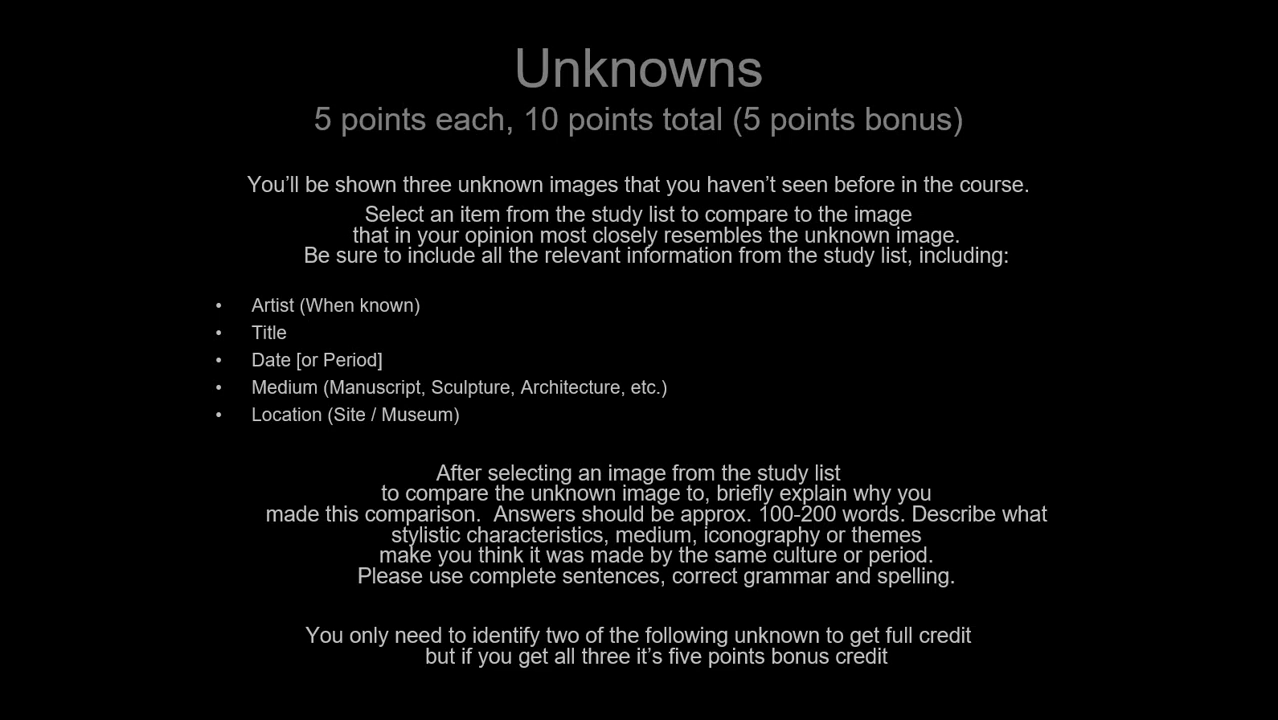 Unknowns
5 points each, 10 points total (5 points bonus)
You’ll be shown three unknown images that you haven’t seen before in the course.
Select an item from the study list to compare to the image
that in your opinion most closely resembles the unknown image.
Be sure to include all the relevant information from the study list, including:
• Artist (When known)
• Title
• Date [or Period]
• Medium (Manuscript, Sculpture, Architecture, etc.)
• Location (Site / Museum)
After selecting an image from the study list
to compare the unknown image to, briefly explain why you
made this comparison.  Answers should be approx. 100-200 words. Describe what
stylistic characteristics, medium, iconography or themes
make you think it was made by the same culture or period.
Please use complete sentences, correct grammar and spelling.
You only need to identify two of the following unknown to get full credit
but if you get all three it’s five points bonus credit